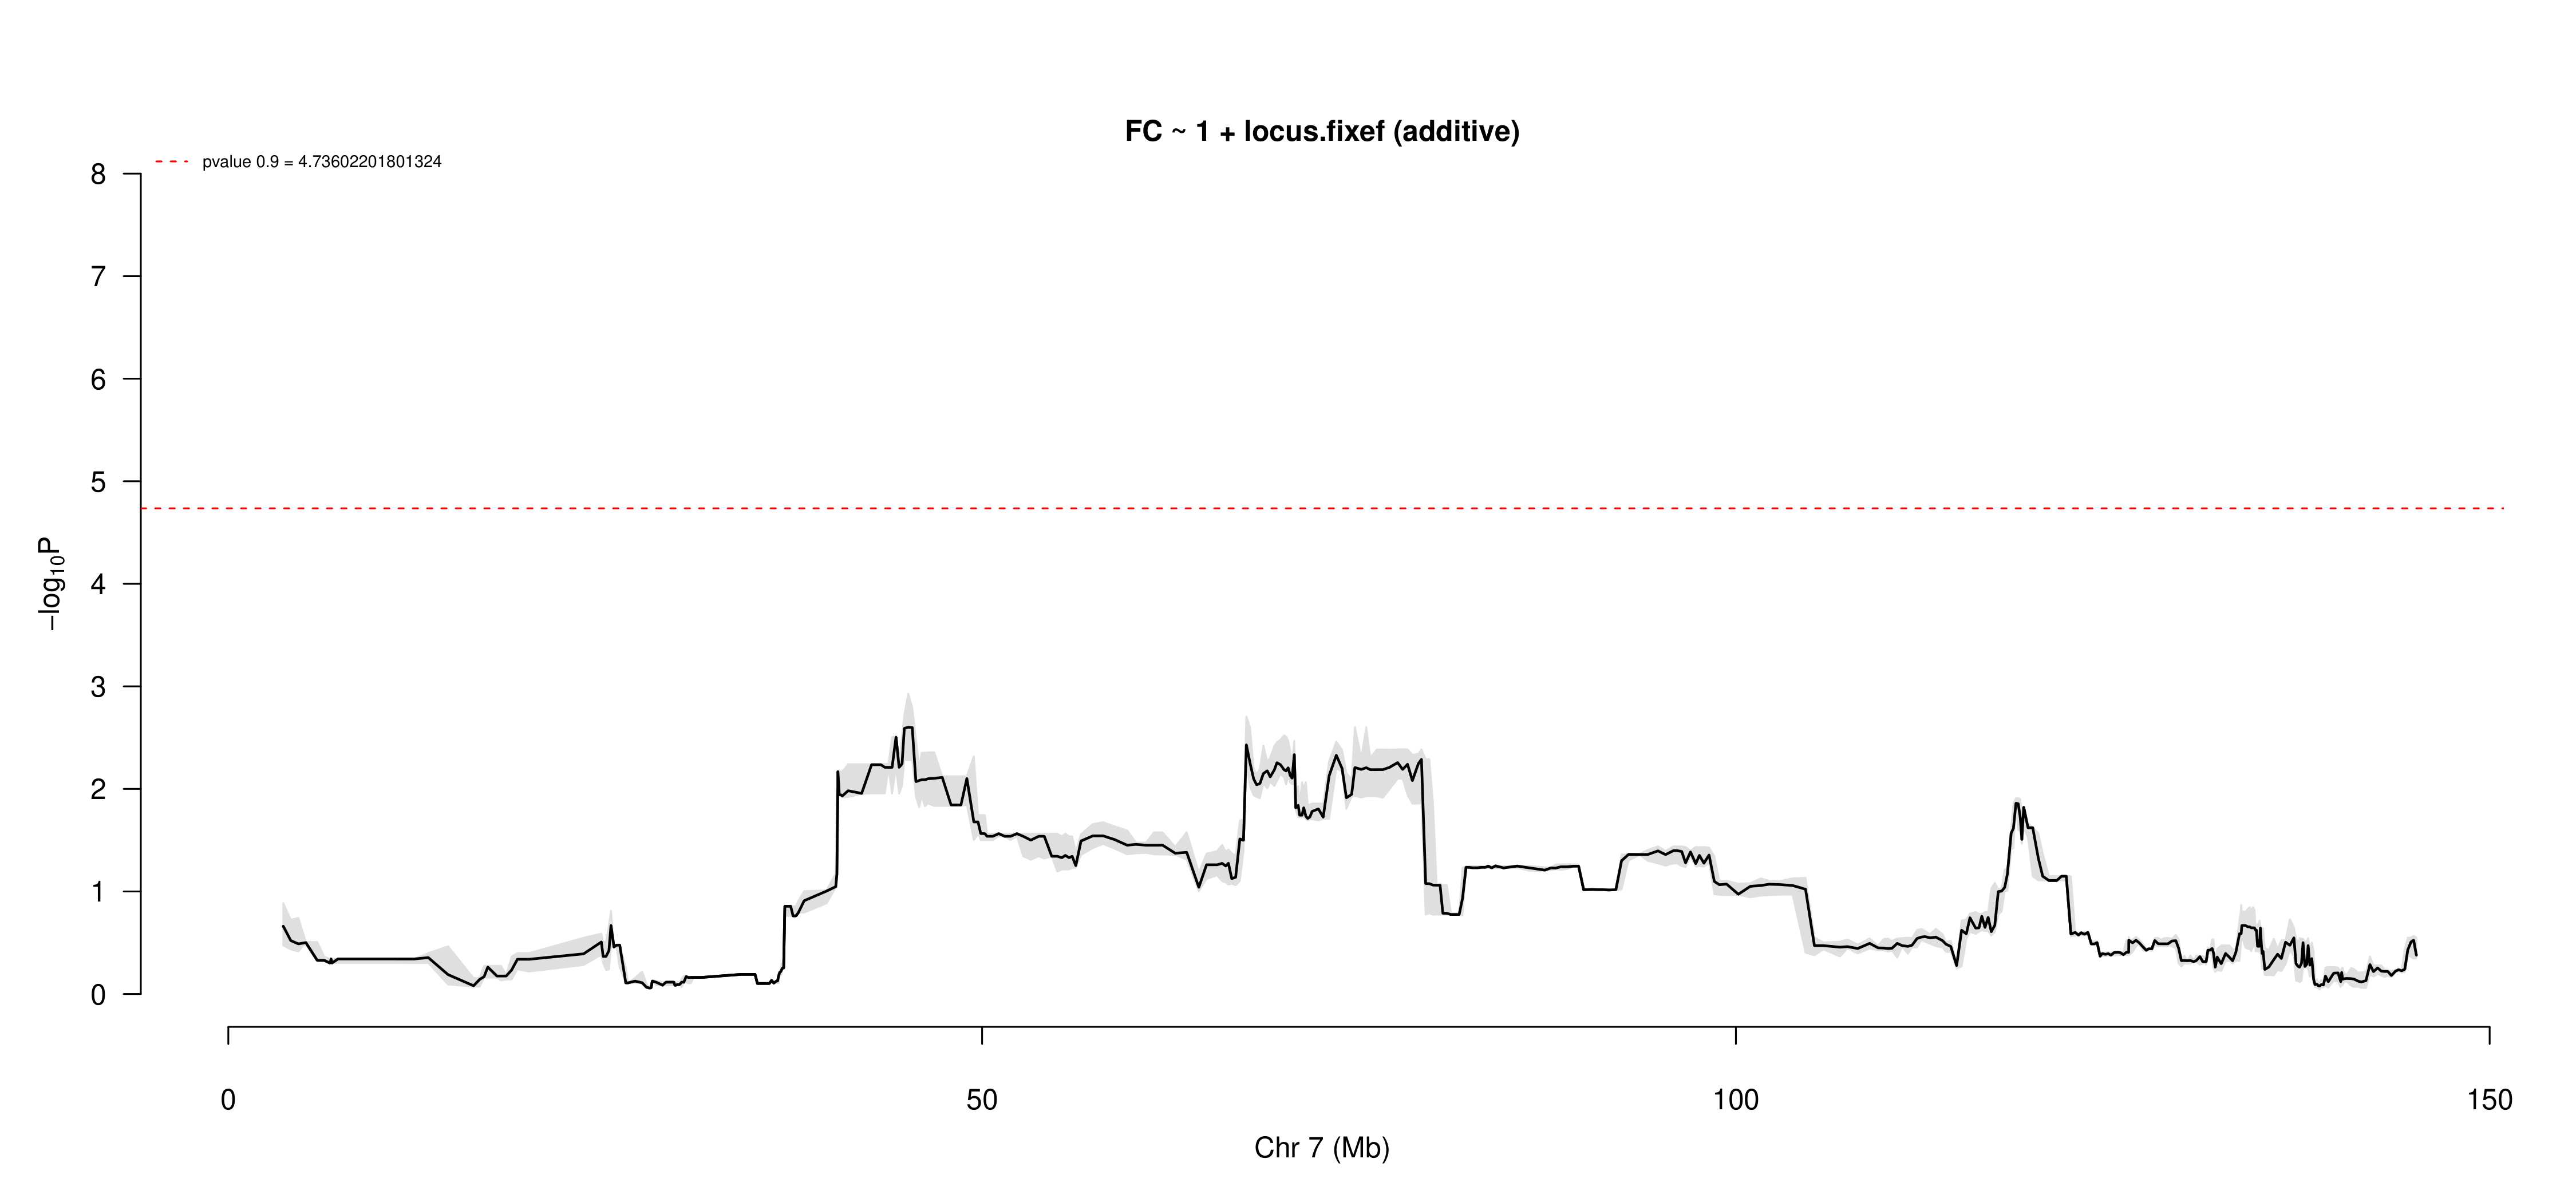 FC ~ 1 + locus.fixef (additive)
pvalue 0.9 = 4.73602201801324
8
7
6
5
4
3
2
1
0
−log10P
0 50 100 150
Chr 7 (Mb)